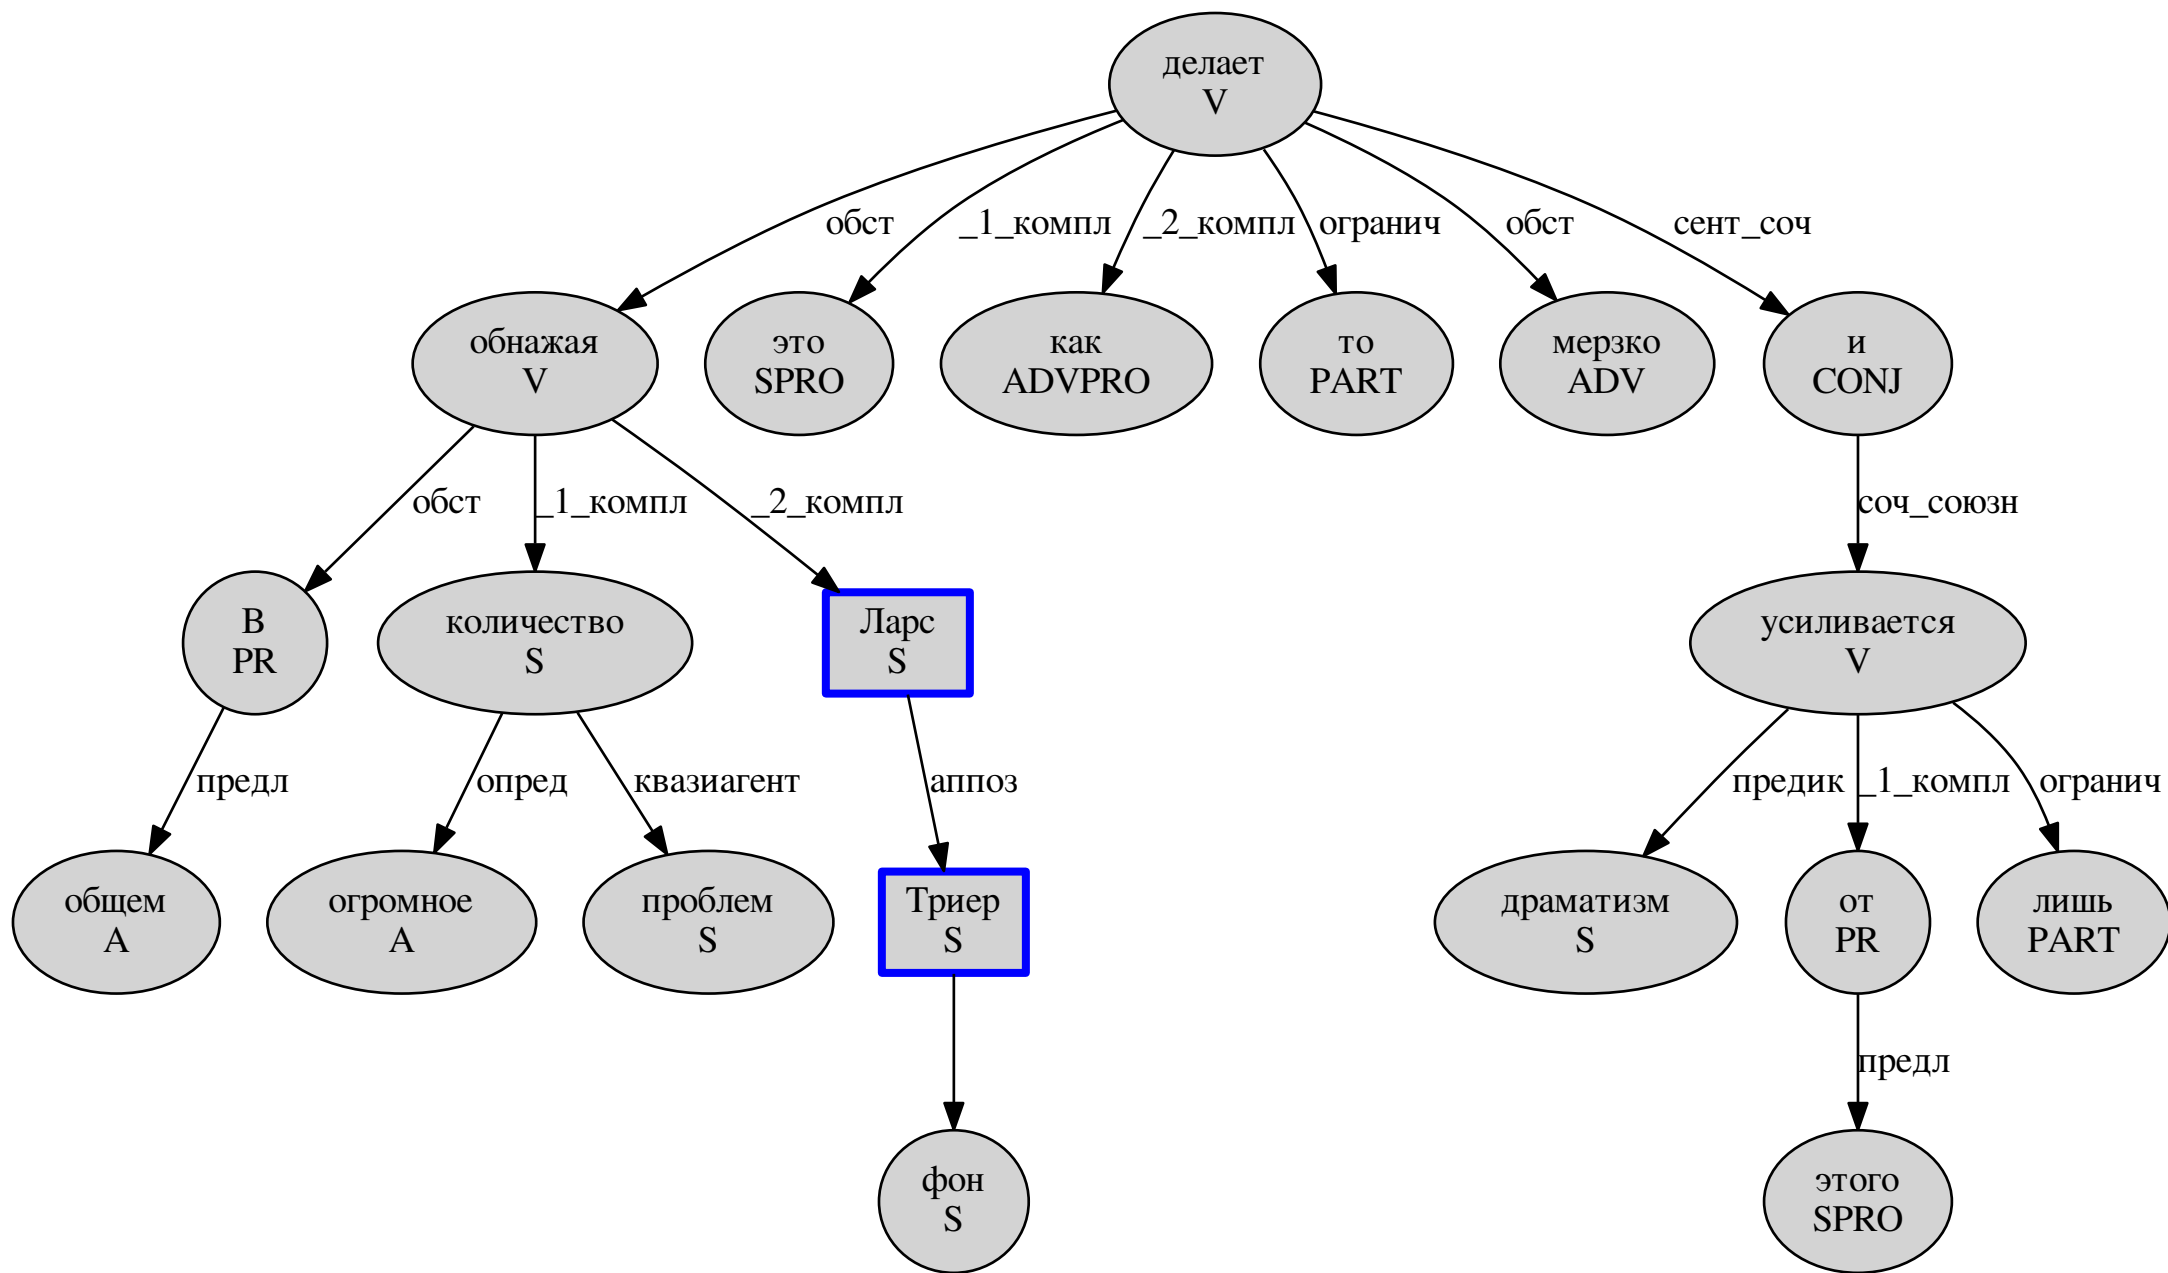 делает
V
обст
_1_компл
_2_компл
огранич
обст
сент_соч
обнажая
V
это
SPRO
как
ADVPRO
то
PART
мерзко
ADV
и
CONJ
обст
_1_компл
_2_компл
соч_союзн
В
PR
количество
S
Ларс
S
усиливается
V
предл
опред
квазиагент
аппоз
предик
_1_компл
огранич
общем
A
огромное
A
проблем
S
Триер
S
драматизм
S
от
PR
лишь
PART
предл
фон
S
этого
SPRO